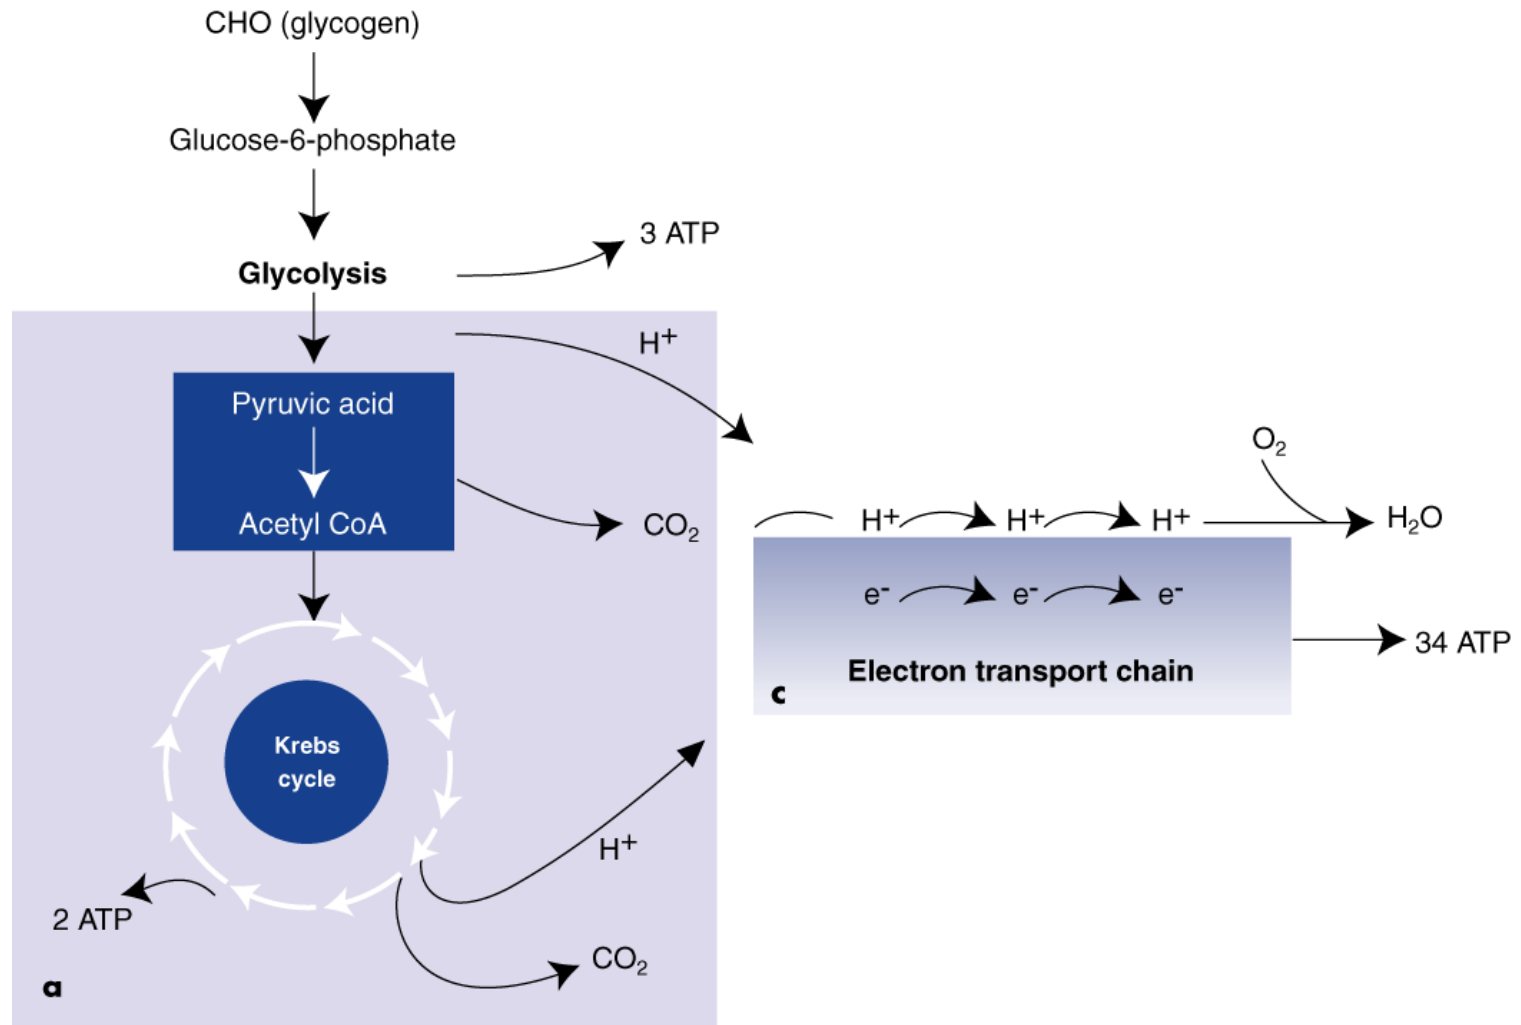 CHO (glycogen)
Glucose-6-phosphate
3 ATP
Glycolysis
H+
Pyruvic acid
Acetyl CoA
CO2
O2
H+ H+ H+ H2O
e- e- e-
34 ATP
Electron transport chain
c
Krebs
cycle
H+
2 ATP
CO2
a